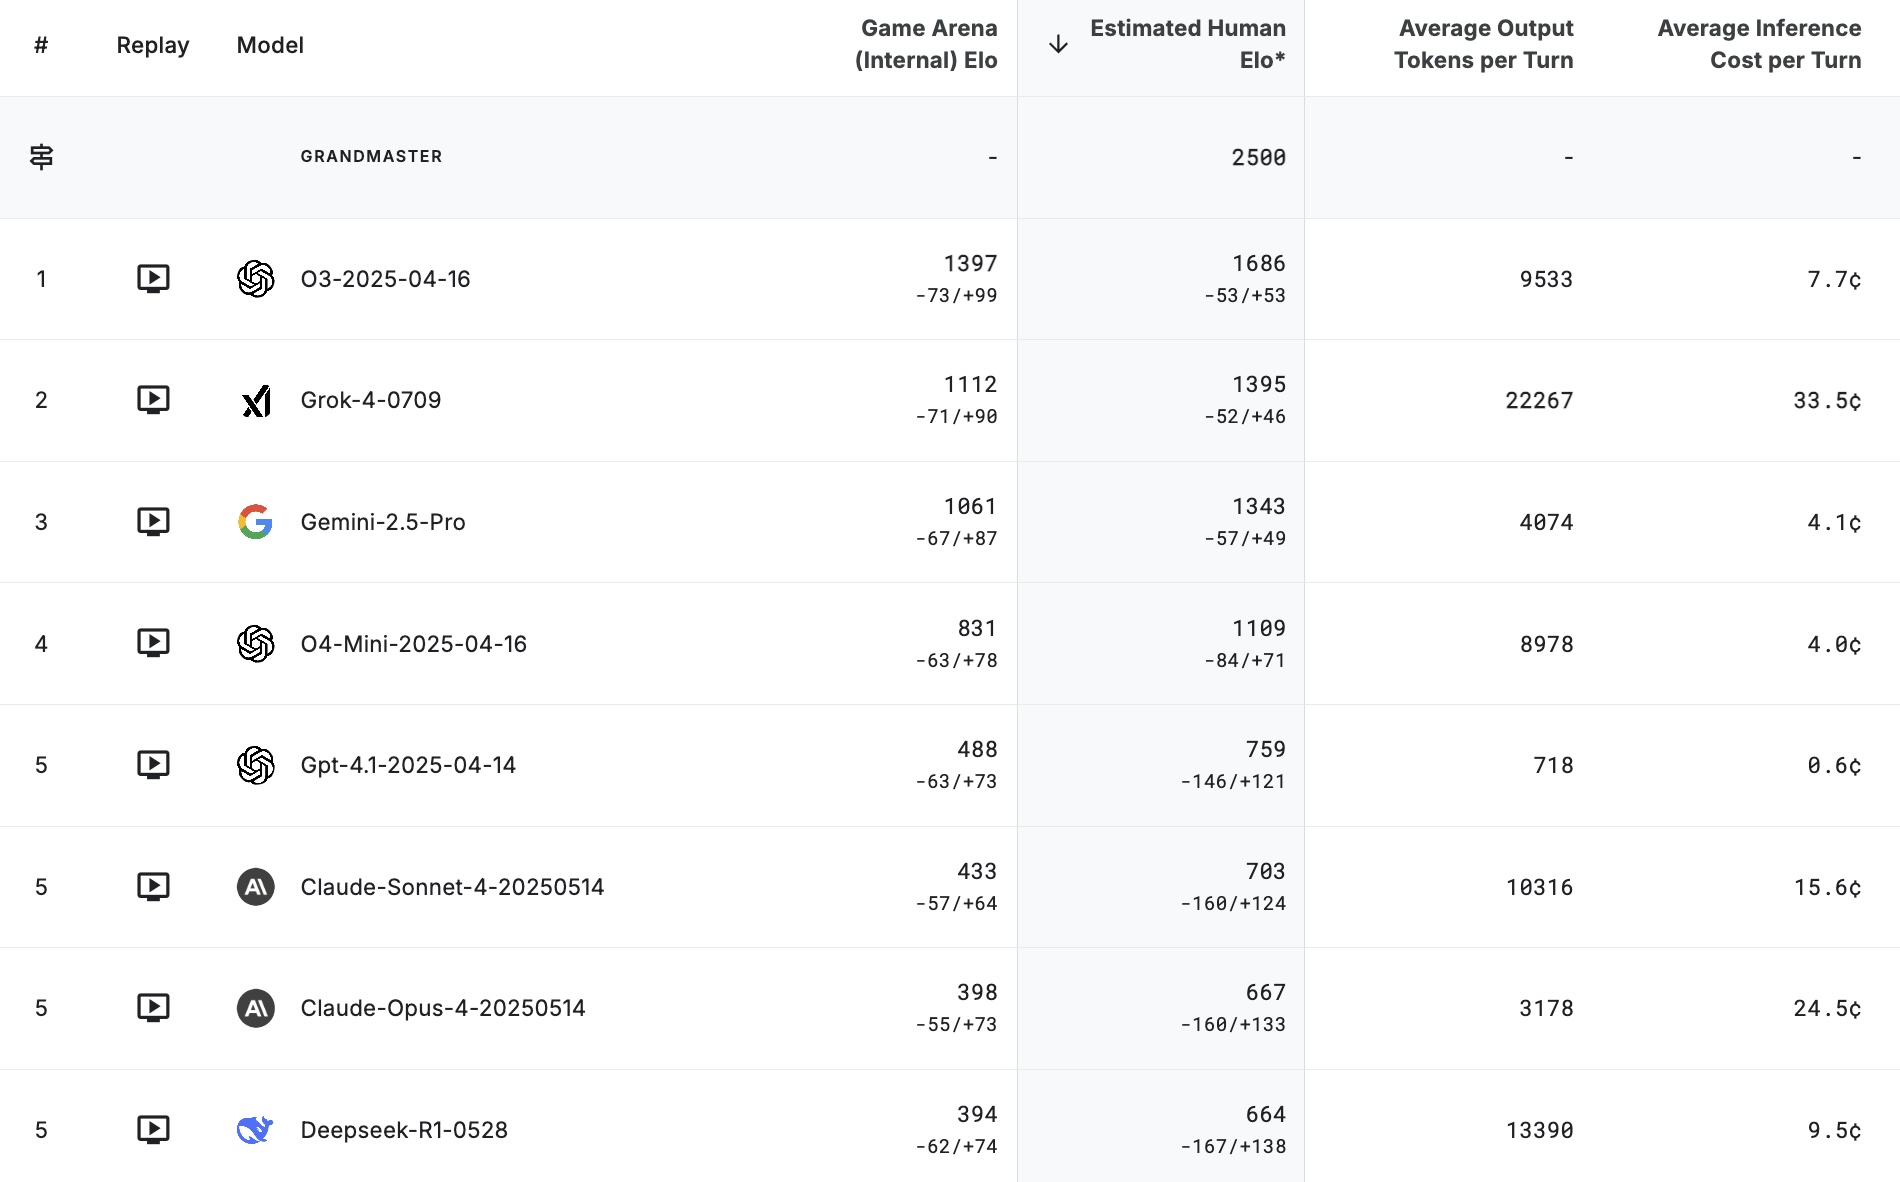 # Replay Model Game Arena (Internal) Elo Estimated Human Elo* Average Output Tokens per Turn Average Inference Cost per Turn
GRANDMASTER - 2500 - -
1 O3-2025-04-16 1397 1686 9533 7.7¢
-73/+99 -53/+53
2 Grok-4-0709 1112 1395 22267 33.5¢
-71/+90 -52/+46
3 Gemini-2.5-Pro 1061 1343 4074 4.1¢
-67/+87 -57/+49
4 O4-Mini-2025-04-16 831 1109 8978 4.0¢
-63/+78 -84/+71
5 Gpt-4.1-2025-04-14 488 759 718 0.6¢
-63/+73 -146/+121
5 Claude-Sonnet-4-20250514 433 703 10316 15.6¢
-57/+64 -160/+124
5 Claude-Opus-4-20250514 398 667 3178 24.5¢
-55/+73 -160/+133
5 Deepseek-R1-0528 394 664 13390 9.5¢
-62/+74 -167/+138